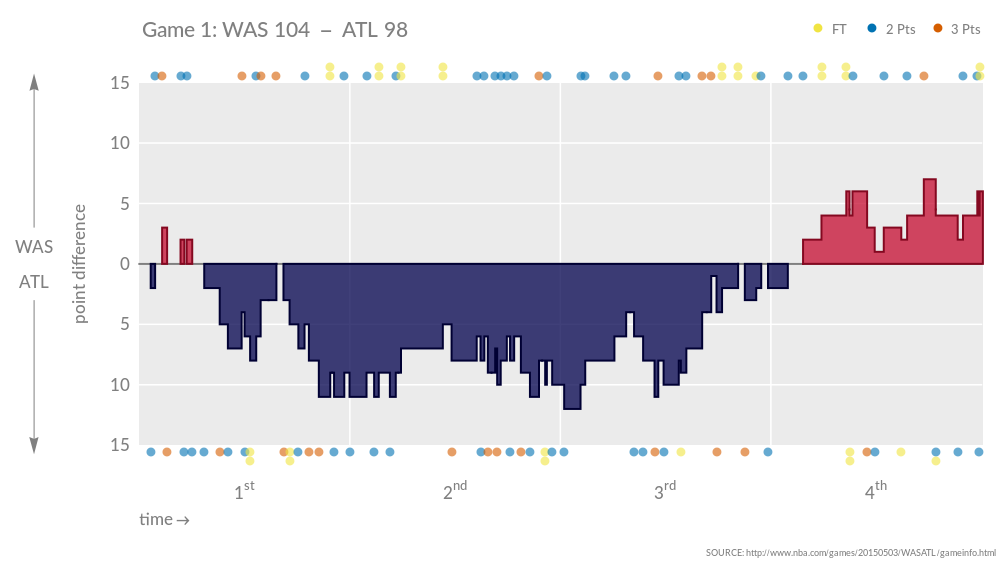 Game 1: WAS 104 – ATL 98
FT
2 Pts
3 Pts
15
10
5
0
5
10
15
WAS
ATL
point difference
1st
2nd
3rd
4th
time→
SOURCE: http://www.nba.com/games/20150503/WASATL/gameinfo.html